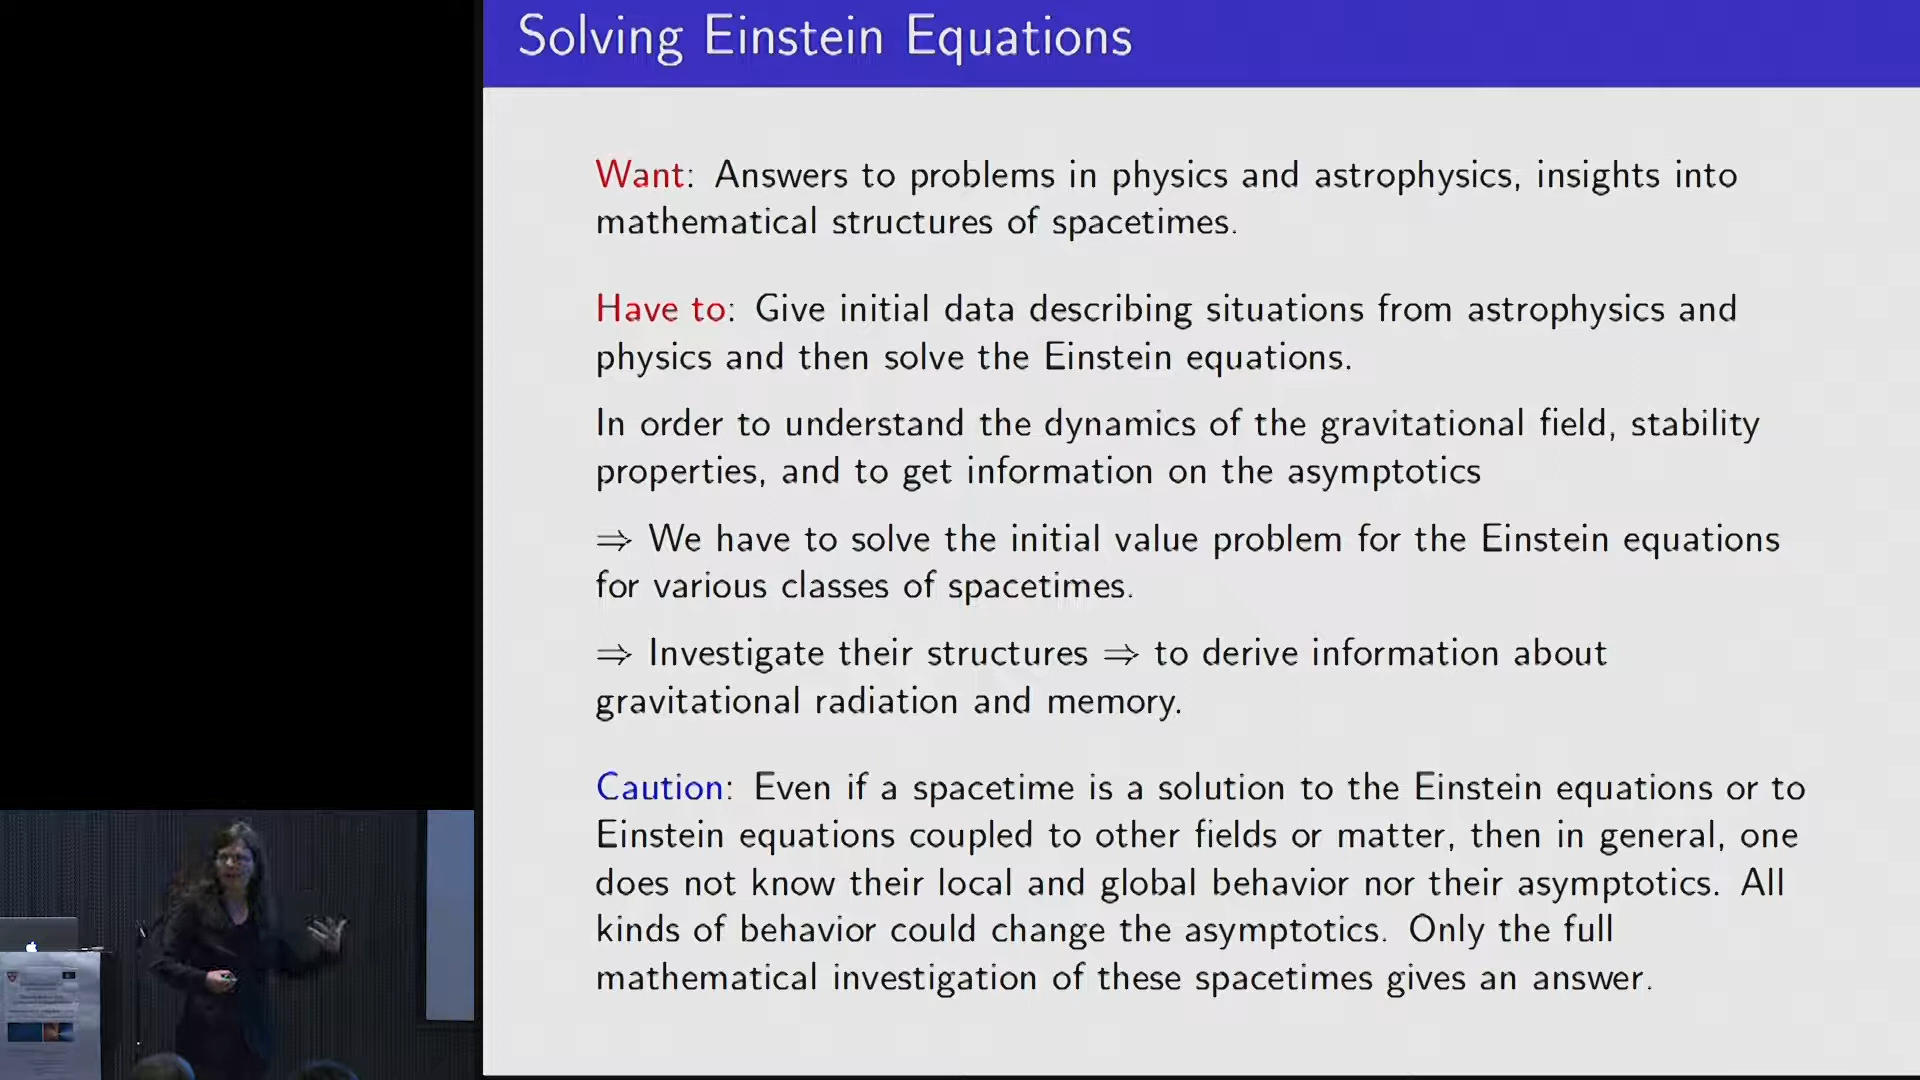 Solving Einstein Equations
Want: Answers to problems in physics and astrophysics, insights into
mathematical structures of spacetimes.
Have to: Give initial data describing situations from astrophysics and
physics and then solve the Einstein equations.
In order to understand the dynamics of the gravitational field, stability
properties, and to get information on the asymptotics
⇒ We have to solve the initial value problem for the Einstein equations
for various classes of spacetimes.
⇒ Investigate their structures ⇒ to derive information about
gravitational radiation and memory.
Caution: Even if a spacetime is a solution to the Einstein equations or to
Einstein equations coupled to other fields or matter, then in general, one
does not know their local and global behavior nor their asymptotics. All
kinds of behavior could change the asymptotics. Only the full
mathematical investigation of these spacetimes gives an answer.